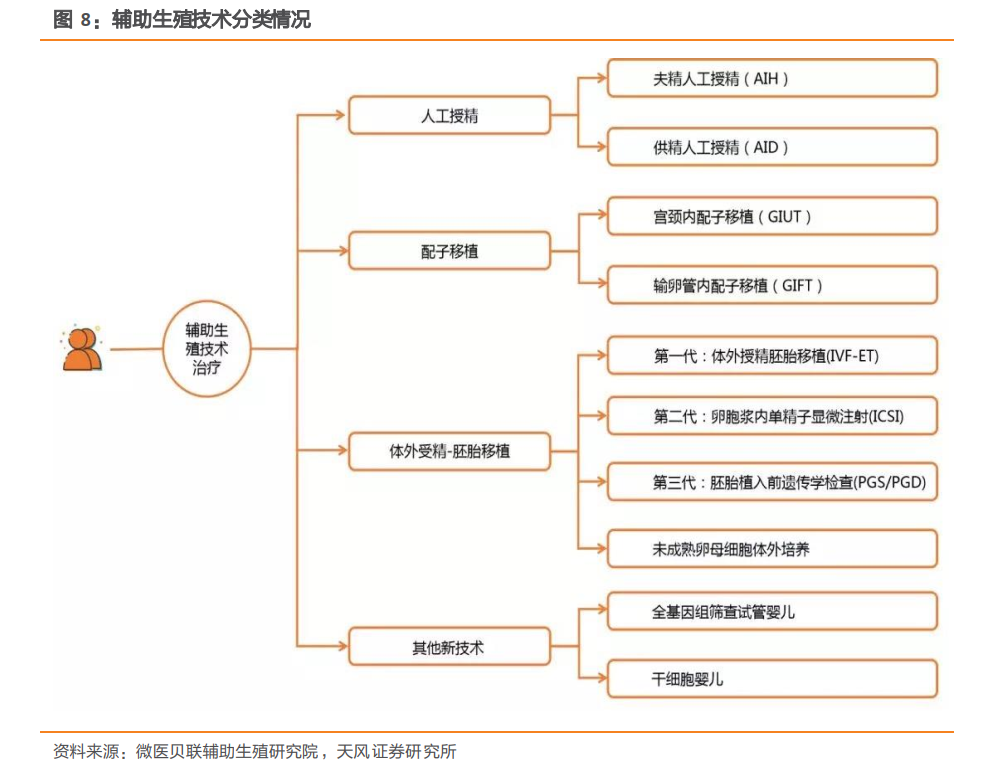 图 8：辅助生殖技术分类情况
夫精人工授精（AIH）
人工授精
供精人工授精（AID）
宫颈内配子移植（GIUT）
配子移植
输卵管内配子移植（GIFT）
辅助生
殖技术
治疗
第一代：体外授精胚胎移植(IVF-ET)
第二代：卵胞浆内单精子显微注射(ICSI)
体外受精-胚胎移植
第三代：胚胎植入前遗传学检查(PGS/PGD)
未成熟卵母细胞体外培养
全基因组筛查试管婴儿
其他新技术
干细胞婴儿
资料来源：微医贝联辅助生殖研究院，天风证券研究所